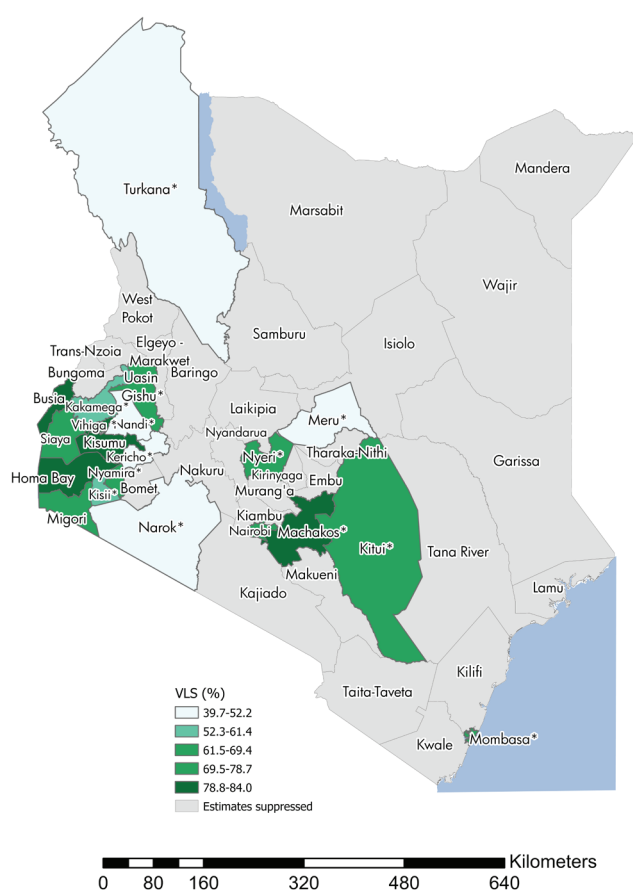 Mandera
Turkana*
Marsabit
Wajir
West
Pokot
Samburu
Isiolo
Trans-Nzoia
Elgeyo -
Marakwet
Bungoma
Uasin
Baringo
Gishu*
Busia
Kakamega*
Laikipia
Meru*
Vihiga*
Nandi*
Nyandarua
Siaya
Kisumu
Kericho*
Nyeri*
Tharaka-Nithi
Garissa
Homa Bay
Nyamira*
Nakuru
Kirinyaga
Embu
Kisii*
Bomet
Murang'a
Migori
Narok*
Kiambu
Nairobi
Machakos*
Kitui*
Tana River
Makueni
Kajiado
Lamu
Kilifi
Taita-Taveta
Kwale
Mombasa*
VLS (%)
39.7-52.2
52.3-61.4
61.5-69.4
69.5-78.7
78.8-84.0
Estimates suppressed
Kilometers
0 80 160 320 480 640